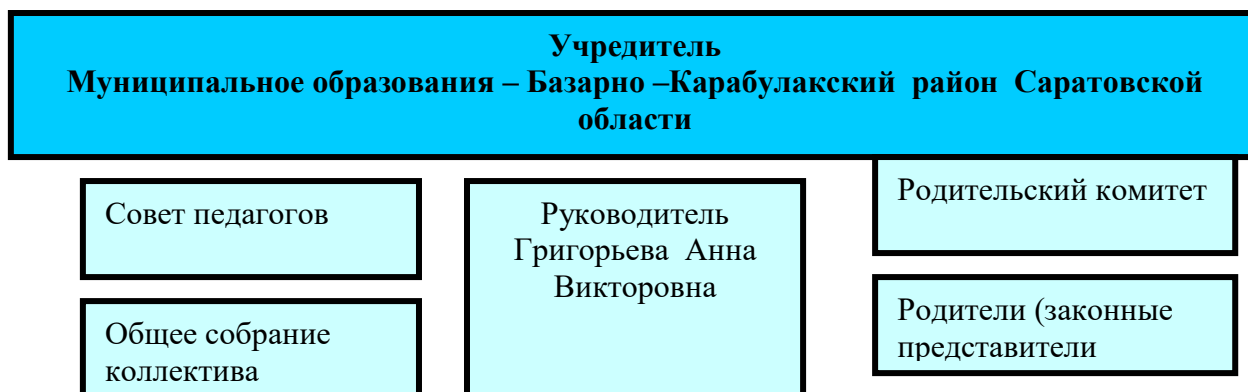 Учредитель
Муниципальное образования – Базарно –Карабулакский район Саратовской
области
Совет педагогов
Общее собрание
коллектива
Руководитель
Григорьева Анна
Викторовна
Родительский комитет
Родители (законные
представители